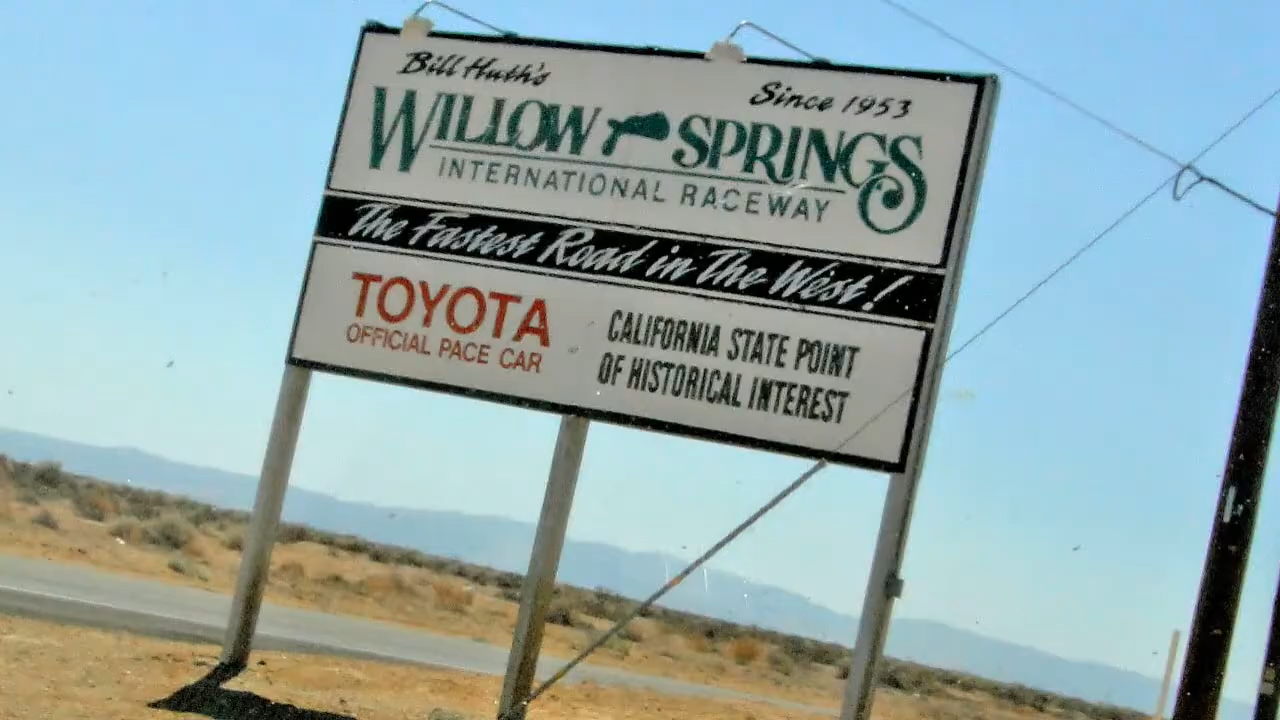 Bill Huth's
Since 1953
WILLOW SPRINGS
INTERNATIONAL RACEWAY
The Fastest Road in The West!
TOYOTA
OFFICIAL PACE CAR
CALIFORNIA STATE POINT
OF HISTORICAL INTEREST